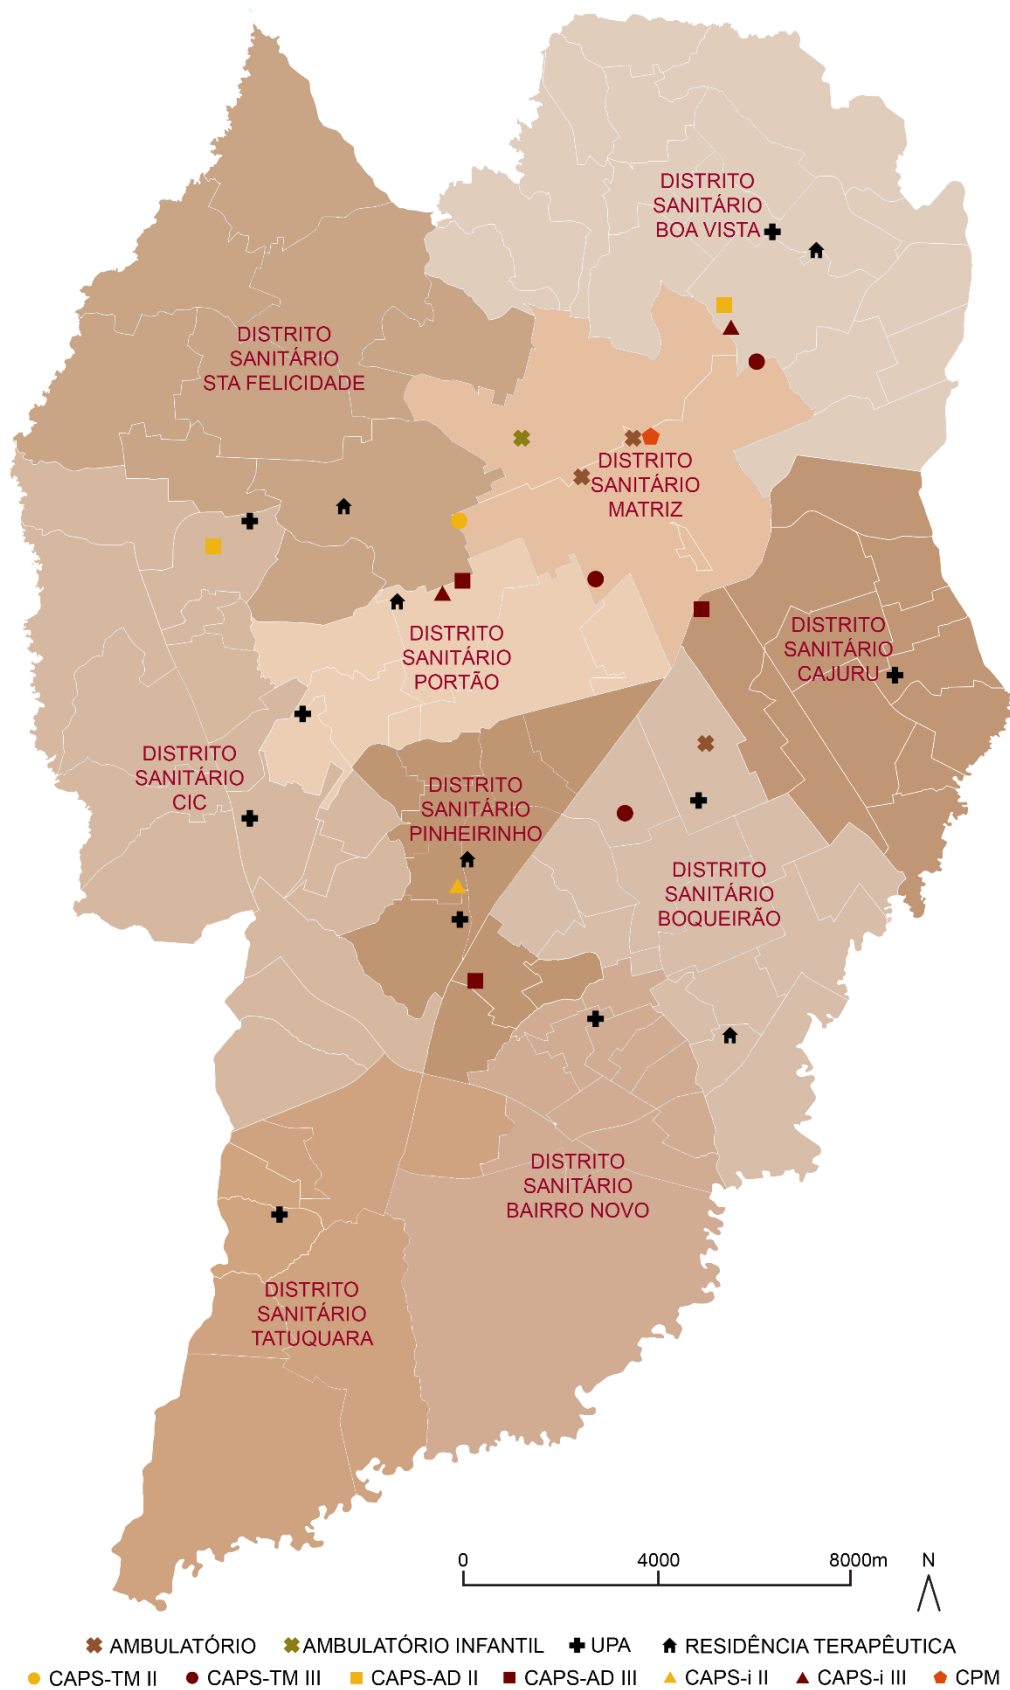 DISTRITO
SANITÁRIO
BOA VISTA
DISTRITO
SANITÁRIO
STA FELICIDADE
DISTRITO
SANITÁRIO
MATRIZ
DISTRITO
SANITÁRIO
CAJURU
DISTRITO
SANITÁRIO
PORTÃO
DISTRITO
SANITÁRIO
CIC
DISTRITO
SANITÁRIO
PINHEIRINHO
DISTRITO
SANITÁRIO
BOQUEIRÃO
DISTRITO
SANITÁRIO
BAIRRO NOVO
DISTRITO
SANITÁRIO
TATUQUARA
0 4000 8000m N
AMBULATÓRIO AMBULATÓRIO INFANTIL UPA RESIDÊNCIA TERAPÊUTICA
CAPS-TM II CAPS-TM III CAPS-AD II CAPS-AD III CAPS-i II CAPS-i III CPM